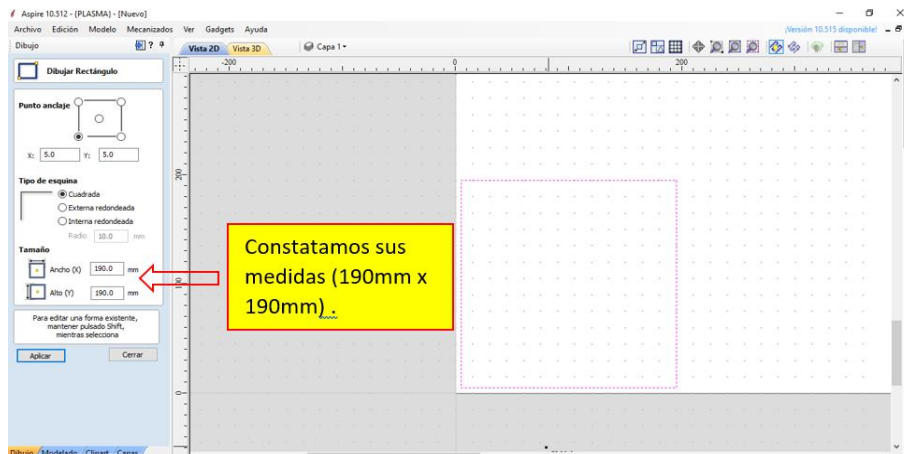 Aspire 10.512 - {PLASMA} - [Nuevo]
Archivo Edición Modelo Mecanizados Ver Gadgets Ayuda ¡Versión 10.515 disponible!
Dibujo ? Vista 2D Vista 3D Capa 1
Dibujar Rectángulo
-200 0 200
Punto anclaje
X: 5.0 Y: 5.0
Tipo de esquina
Cuadrada
Externa redondeada
Interna redondeada
Radio 10.0 mm
Tamaño
Ancho (X) 190.0 mm
Alto (Y) 190.0 mm
Para editar una forma existente,
mantener pulsado Shift,
mientras selecciona
Aplicar Cerrar
200
100
0
Constatamos sus
medidas (190mm x
190mm) .
Dibujo Modelado Clipart Capas